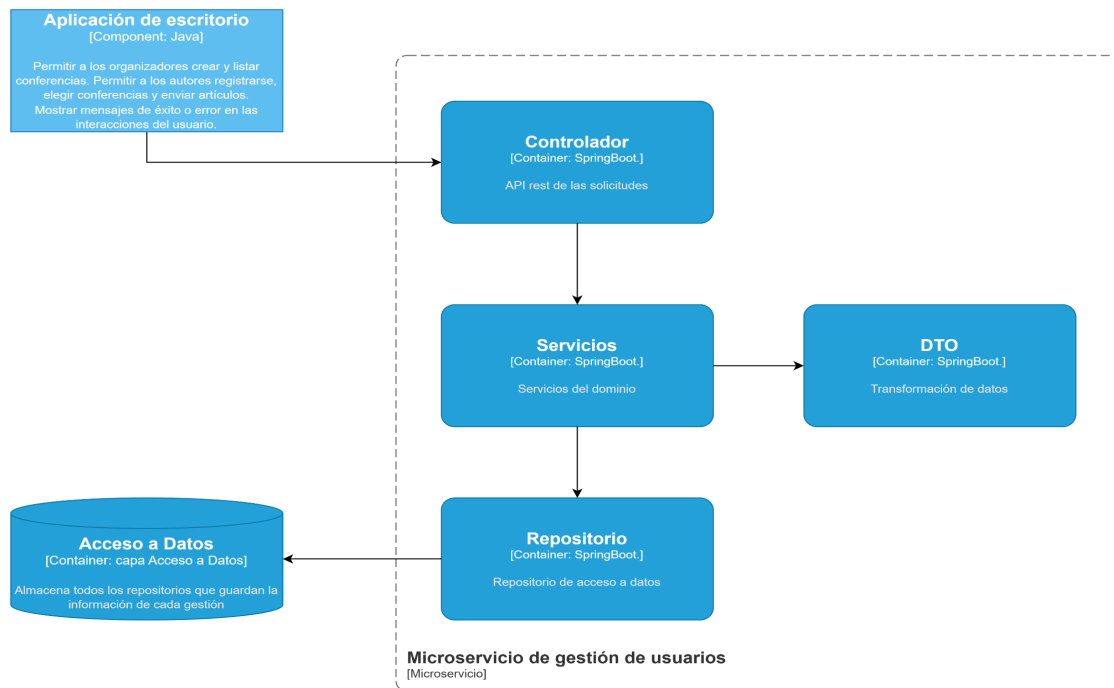 Aplicación de escritorio
[Component: Java]
Permitir a los organizadores crear y listar
conferencias. Permitir a los autores registrarse,
elegir conferencias y enviar artículos.
Mostrar mensajes de éxito o error en las
interacciones del usuario.
Controlador
[Container: SpringBoot.]
API rest de las solicitudes
Servicios
[Container: SpringBoot.]
Servicios del dominio
DTO
[Container: SpringBoot.]
Transformación de datos
Acceso a Datos
[Container: capa Acceso a Datos]
Almacena todos los repositorios que guardan la
información de cada gestión
Repositorio
[Container: SpringBoot.]
Repositorio de acceso a datos
Microservicio de gestión de usuarios
[Microservicio]